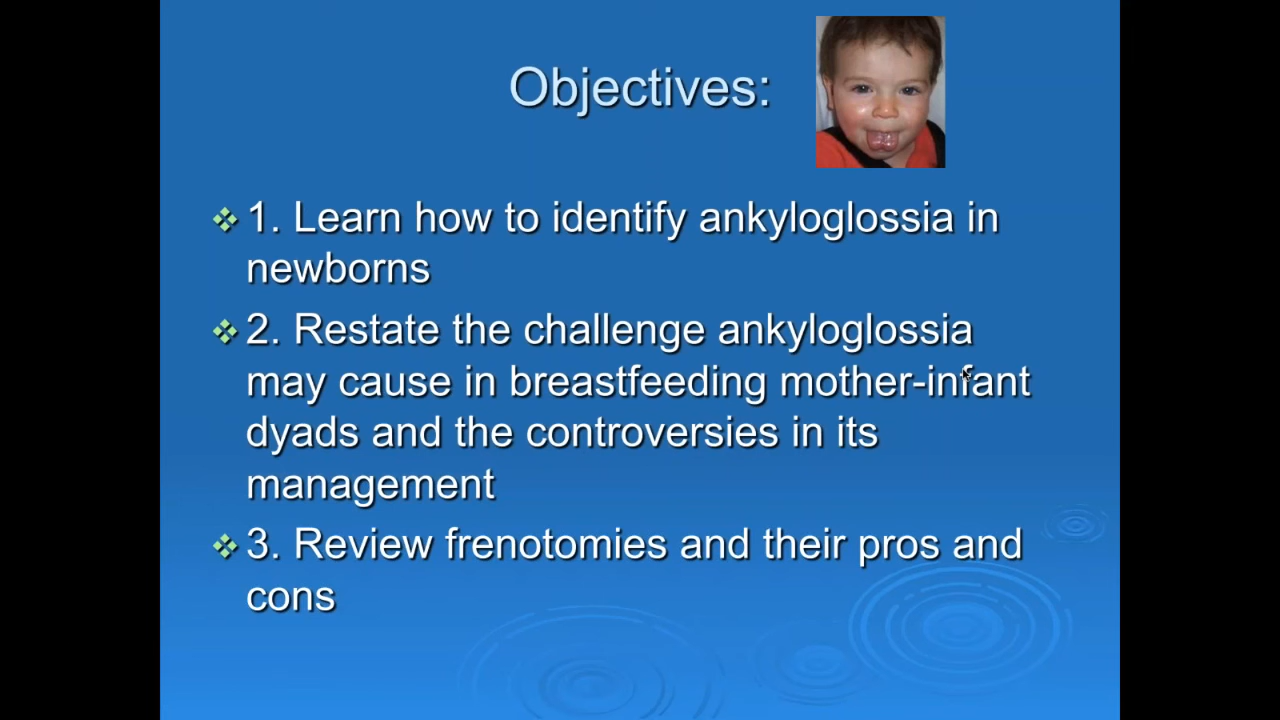 Objectives:
1. Learn how to identify ankyloglossia in
newborns
2. Restate the challenge ankyloglossia
may cause in breastfeeding mother-infant
dyads and the controversies in its
management
3. Review frenotomies and their pros and
cons